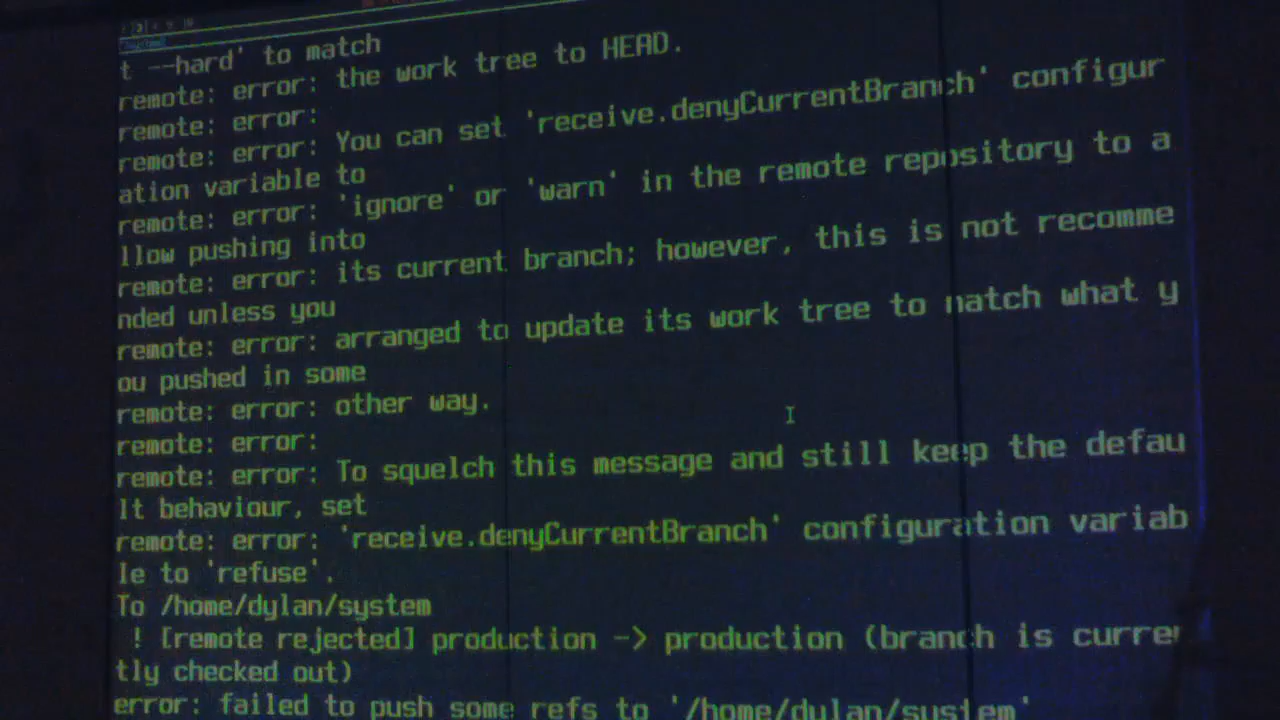 t --hard' to match
remote: error: the work tree to HEAD.
remote: error:
remote: error: You can set 'receive.denyCurrentBranch' configur
ation variable to
remote: error: 'ignore' or 'warn' in the remote repository to a
llow pushing into
remote: error: its current branch; however, this is not recomme
nded unless you
remote: error: arranged to update its work tree to match what y
ou pushed in some
remote: error: other way.
remote: error:
remote: error: To squelch this message and still keep the defau
lt behaviour, set
remote: error: 'receive.denyCurrentBranch' configuration variab
le to 'refuse'.
To /home/dylan/system
! [remote rejected] production -> production (branch is curren
tly checked out)
error: failed to push some refs to '/home/dylan/system'